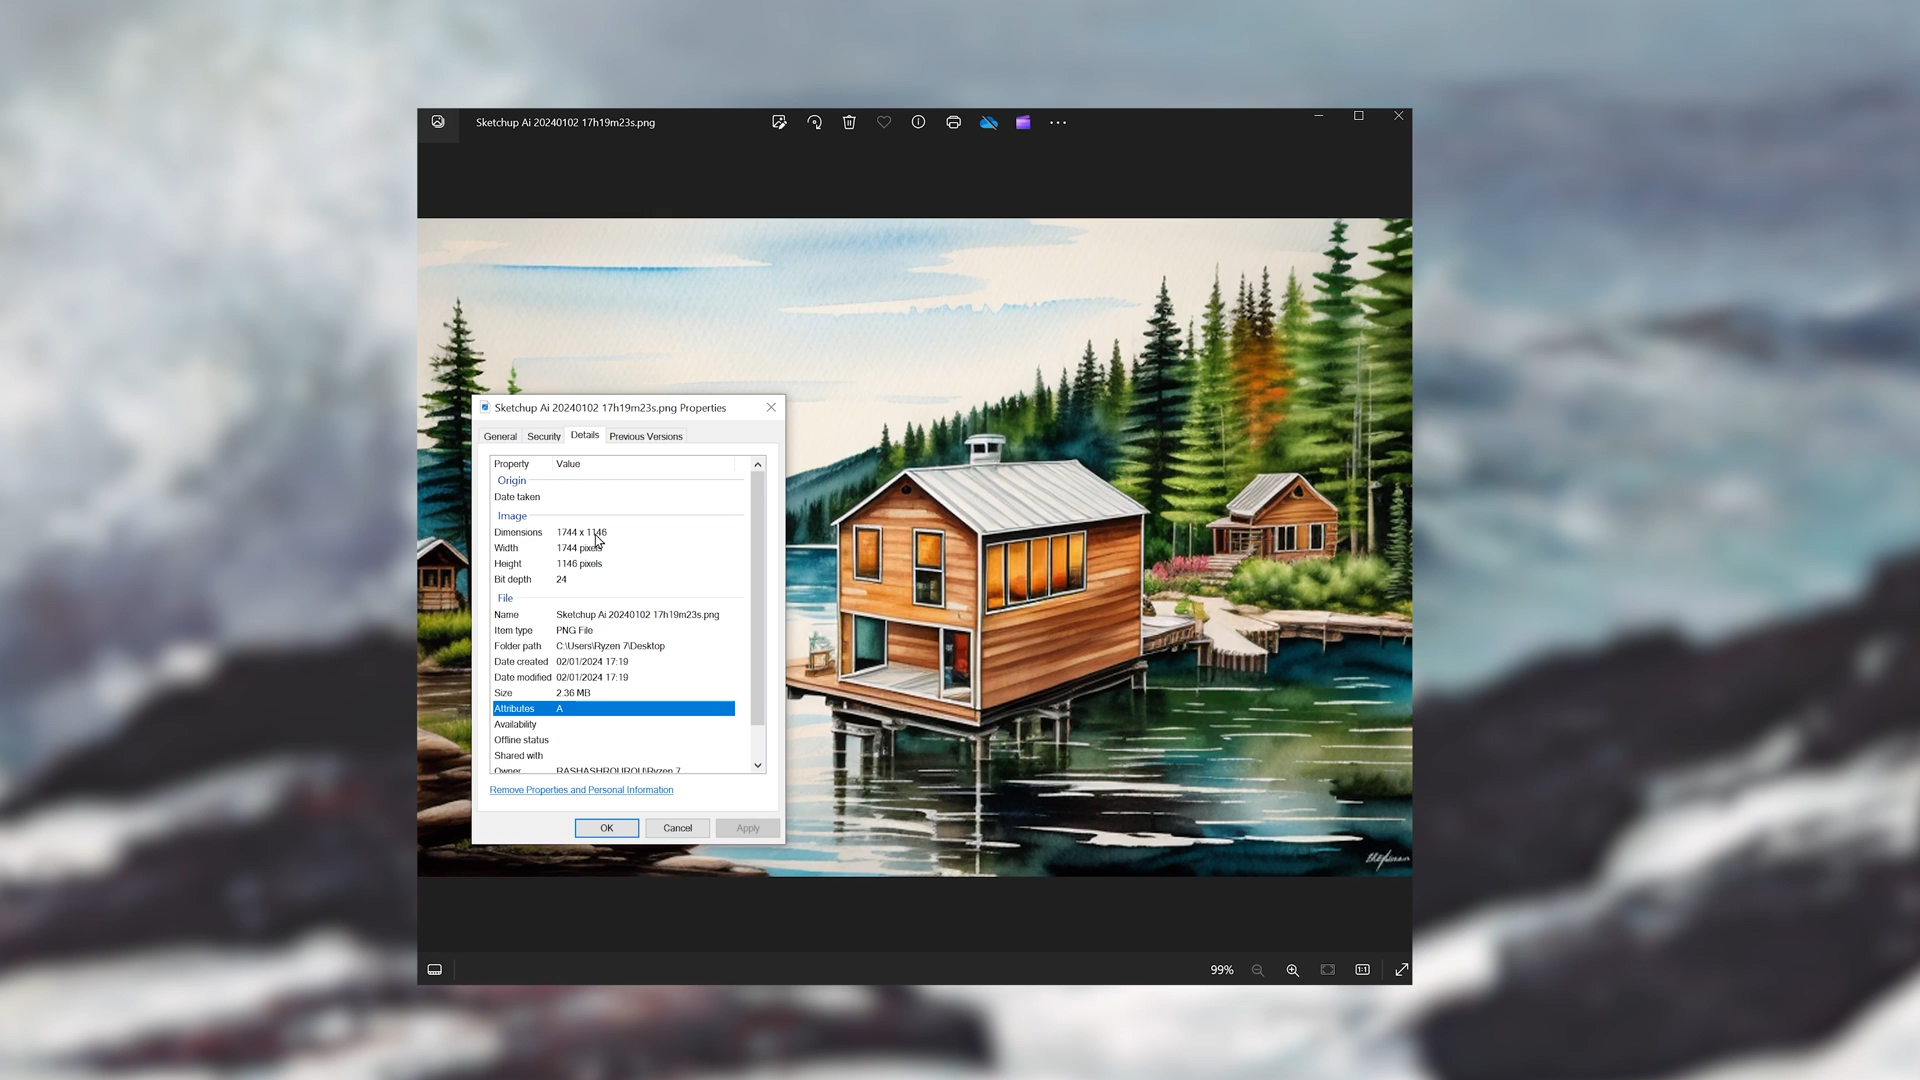 Sketchup Ai 20240102 17h19m23s.png
Sketchup Ai 20240102 17h19m23s.png Properties
General Security Details Previous Versions
Property Value
Origin
Date taken
Image
Dimensions 1744 x 1146
Width 1744 pixels
Height 1146 pixels
Bit depth 24
File
Name Sketchup Ai 20240102 17h19m23s.png
Item type PNG File
Folder path C:\Users\Ryzen 7\Desktop
Date created 02/01/2024 17:19
Date modified 02/01/2024 17:19
Size 2.36 MB
Attributes A
Availability
Offline status
Shared with
Owner
Remove Properties and Personal Information
OK Cancel Apply
99%
1:1